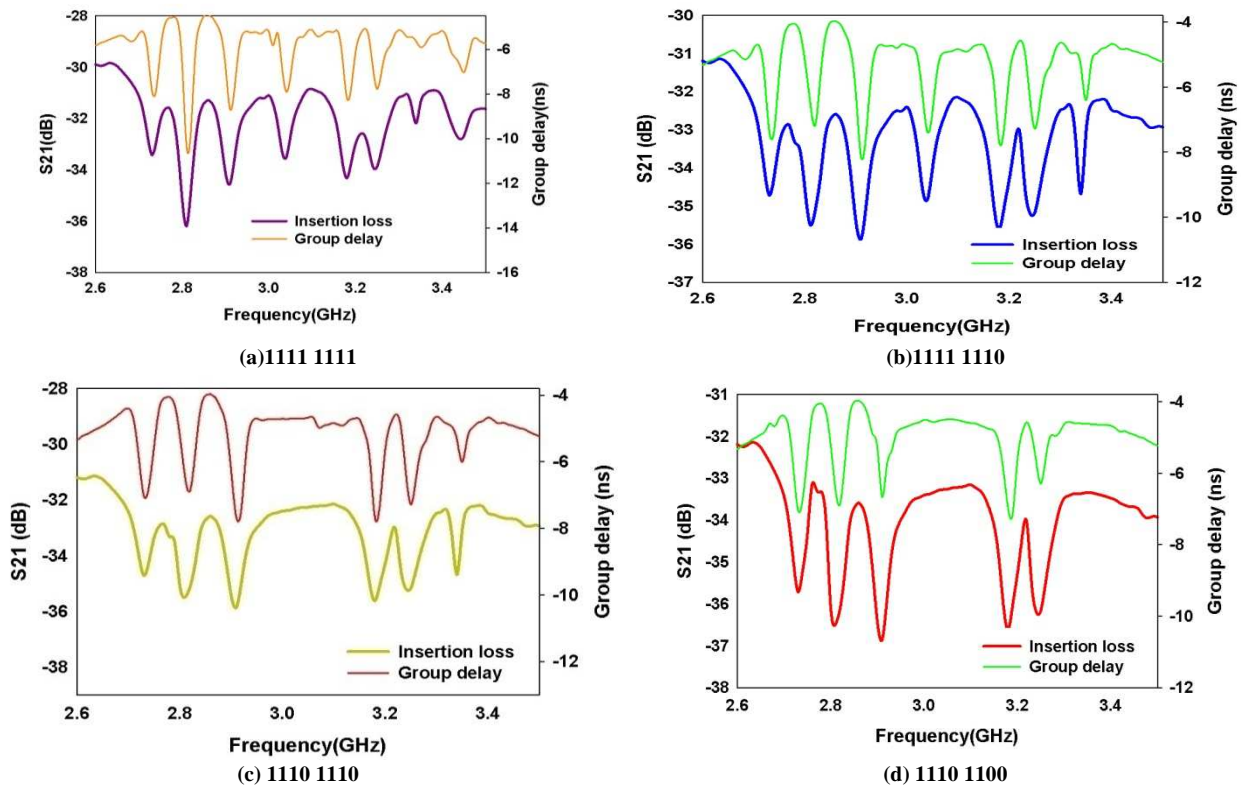 -28
-30
-32
-34
-36
-38
S21(dB)
-6
-8
-10
-12
-14
-16
Group delay(ns)
Insertion loss
Group delay
2.6
2.8
3.0
3.2
3.4
Frequency(GHz)
(a)1111 1111
-30
-31
-32
-33
-34
-35
-36
-37
S21 (dB)
-4
-6
-8
-10
-12
Group delay (ns)
Insertion loss
Group delay
2.6
2.8
3.0
3.2
3.4
Frequency(GHz)
(b)1111 1110
-28
-30
-32
-34
-36
-38
S21 (dB)
-4
-6
-8
-10
-12
Group delay (ns)
Insertion loss
Group delay
2.6
2.8
3.0
3.2
3.4
Frequency(GHz)
(c) 1110 1110
-31
-32
-33
-34
-35
-36
-37
-38
S21 (dB)
-4
-6
-8
-10
-12
Group delay (ns)
Insertion loss
Group delay
2.6
2.8
3.0
3.2
3.4
Frequency(GHz)
(d) 1110 1100